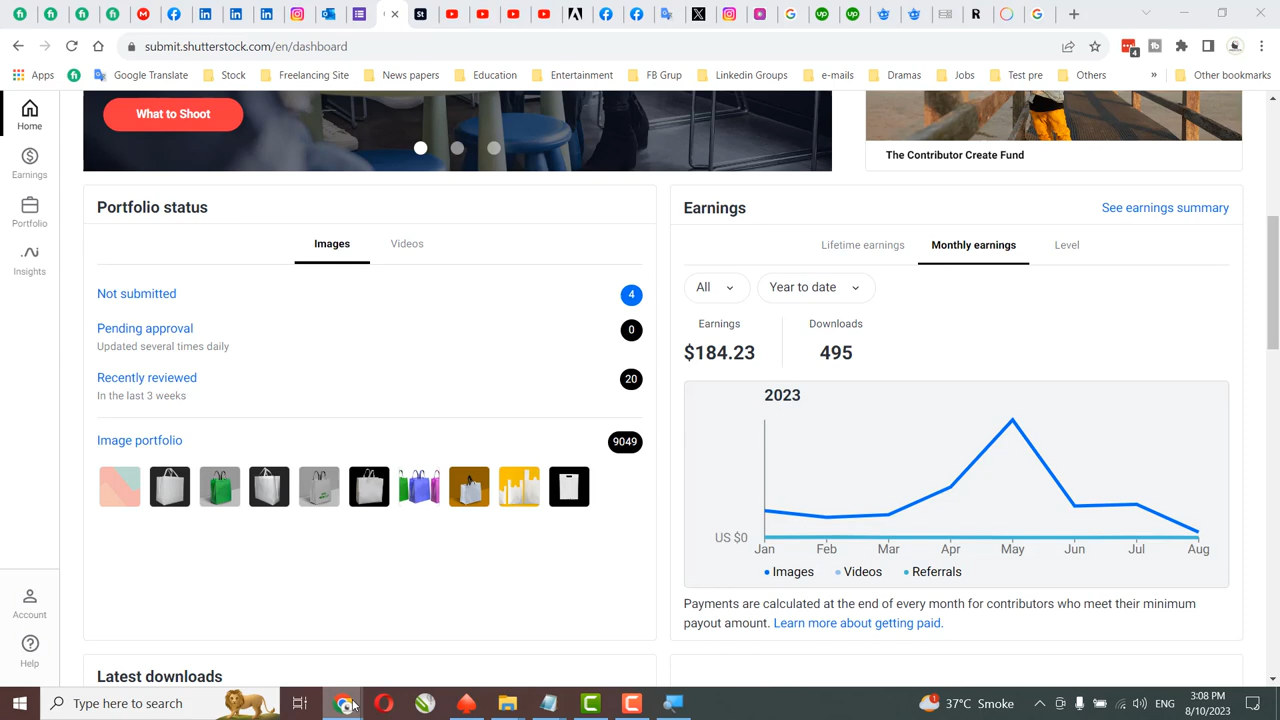 submit.shutterstock.com/en/dashboard
4
Apps
Google Translate
Stock
Freelancing Site
News papers
Education
Entertainment
FB Grup
Linkedin Groups
e-mails
Dramas
Jobs
Test pre
Others
»
Other bookmarks
Home
Earnings
Portfolio
Insights
Account
Help
What to Shoot
The Contributor Create Fund
Portfolio status
Images
Videos
Not submitted
4
Pending approval
0
Updated several times daily
Recently reviewed
20
In the last 3 weeks
Image portfolio
9049
Earnings
See earnings summary
Lifetime earnings
Monthly earnings
Level
All
Year to date
Earnings
Downloads
$184.23
495
2023
US $0
Jan
Feb
Mar
Apr
May
Jun
Jul
Aug
Images
Videos
Referrals
Payments are calculated at the end of every month for contributors who meet their minimum
payout amount. Learn more about getting paid.
Latest downloads
Type here to search
1
37°C Smoke
ENG
3:08 PM
8/10/2023